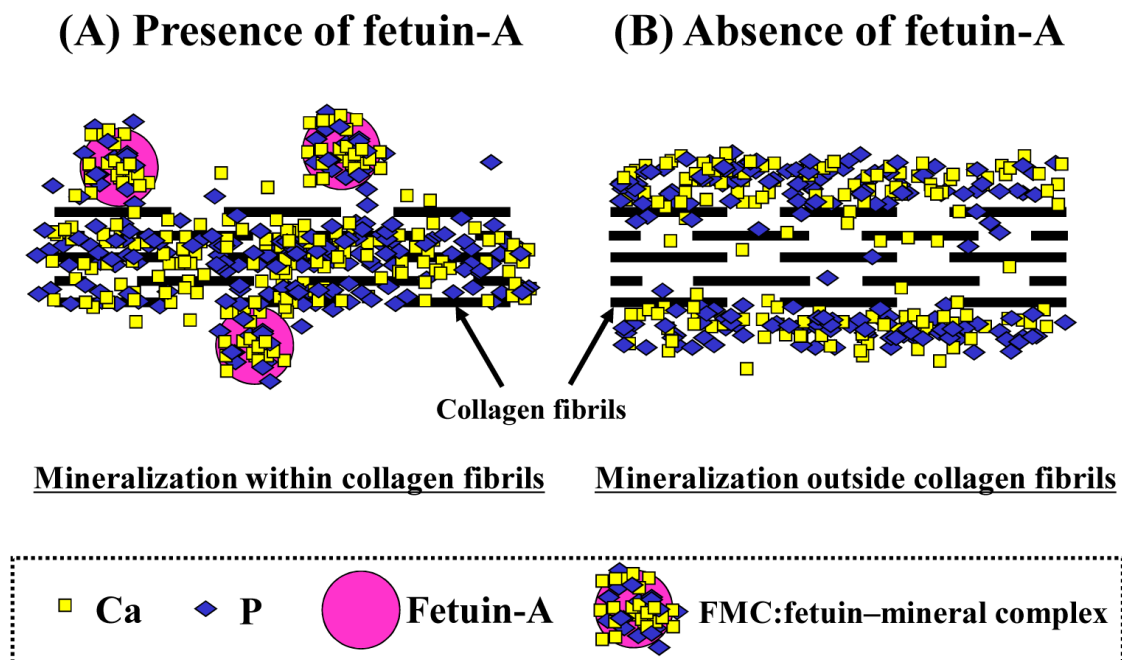 (A) Presence of fetuin-A
(B) Absence of fetuin-A
Collagen fibrils
Mineralization within collagen fibrils
Mineralization outside collagen fibrils
Ca
P
Fetuin-A
FMC:fetuin–mineral complex